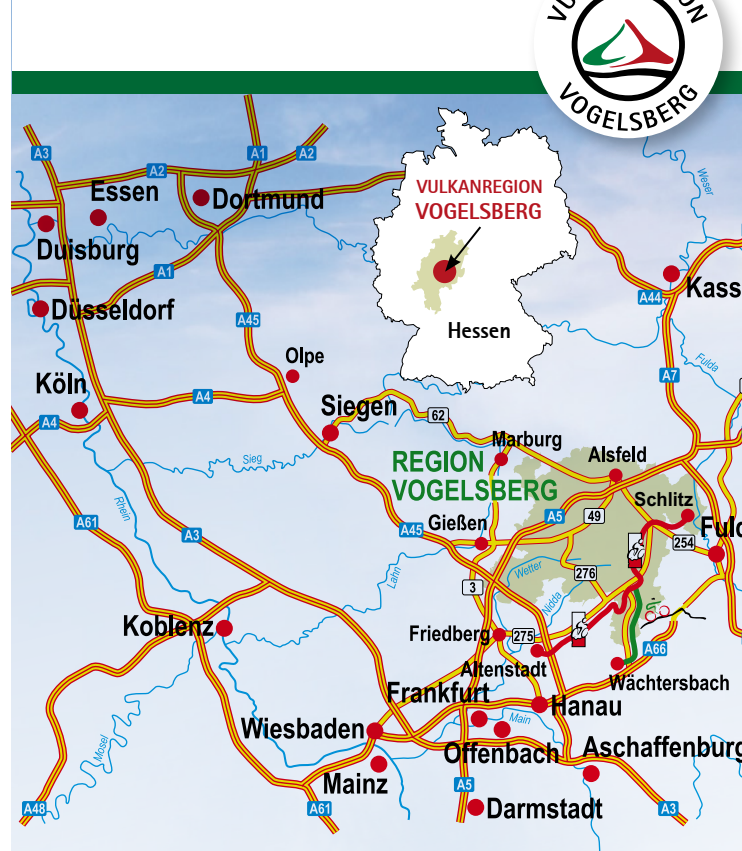 VOGELSBERG
A3
A2
A1
A2
Essen
Dortmund
Duisburg
A1
Düsseldorf
A45
Olpe
Köln
A4
A4
Siegen
62
Sieg
Rhein
A61
A3
A45
Lahn
Koblenz
Mosel
A48
A61
VULKANREGION
VOGELSBERG
Hessen
Weser
Kass
A44
Fulda
A7
Marburg
Alsfeld
REGION
VOGELSBERG
Schlitz
A5
49
Gießen
254
Fuld
Wetter
276
3
Nidda
Friedberg
275
A66
Altenstadt
Wächtersbach
Frankfurt
Hanau
Main
Wiesbaden
Offenbach
Aschaffenburg
Mainz
A5
Darmstadt
A3